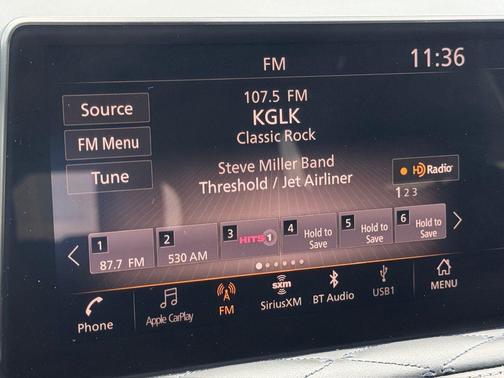 FM
11:36
Source
FM Menu
Tune
107.5 FM
KGLK
Classic Rock
Steve Miller Band
Threshold / Jet Airliner
HD Radio
1 2 3
1
87.7 FM
2
530 AM
3
HITS 1
4
Hold to
Save
5
Hold to
Save
6
Hold to
Save
Phone
Apple CarPlay
FM
sxm
SiriusXM
BT Audio
USB1
MENU